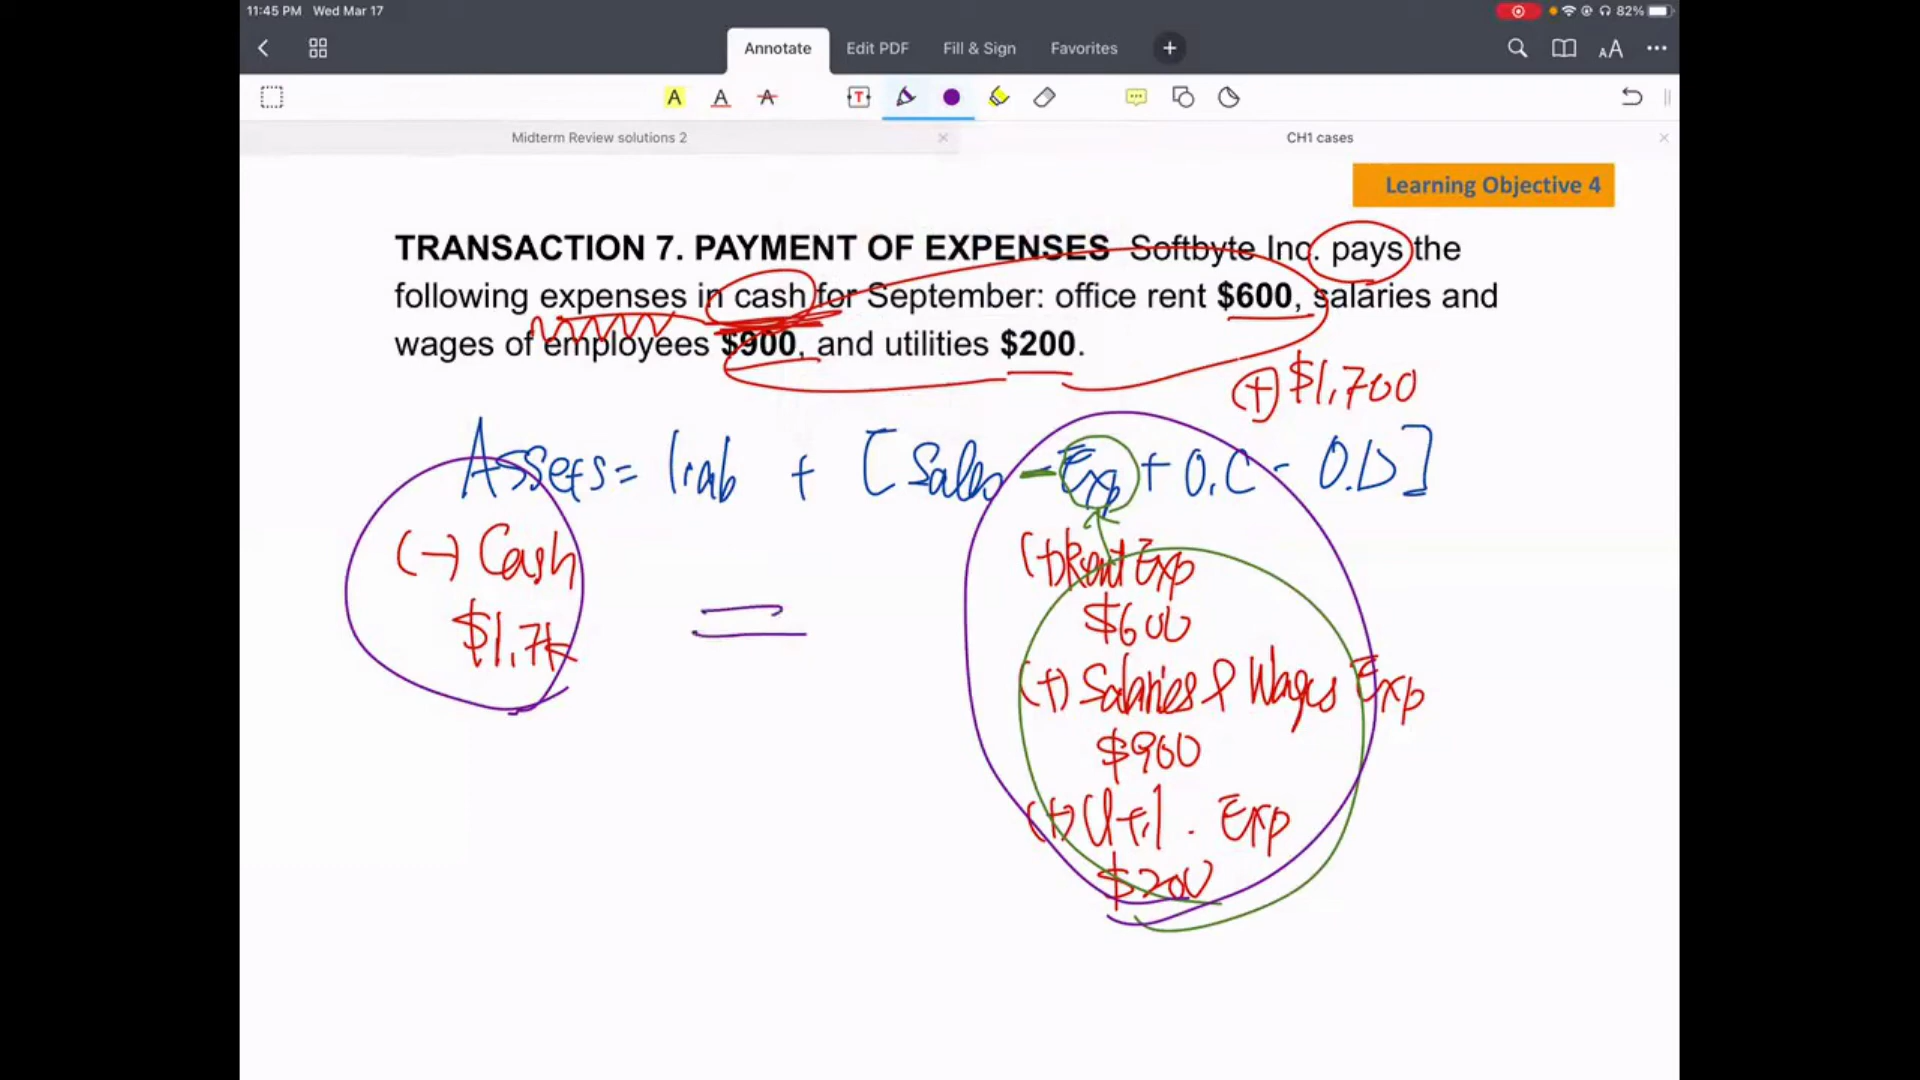 11:45 PM Wed Mar 17
82%
Annotate Edit PDF Fill & Sign Favorites
AA
A A A T
Midterm Review solutions 2
CH1 cases
Learning Objective 4
TRANSACTION 7. PAYMENT OF EXPENSES Softbyte Inc. pays the
following expenses in cash for September: office rent $600, salaries and
wages of employees $900, and utilities $200.
(+) $1,700
Assets = liab + [Sales - Exp + O.C - O.D]
(-) Cash
$1.7k
=
(+) Rent Exp
$600
(+) Salaries & Wages Exp
$900
(+) Util. Exp
$200